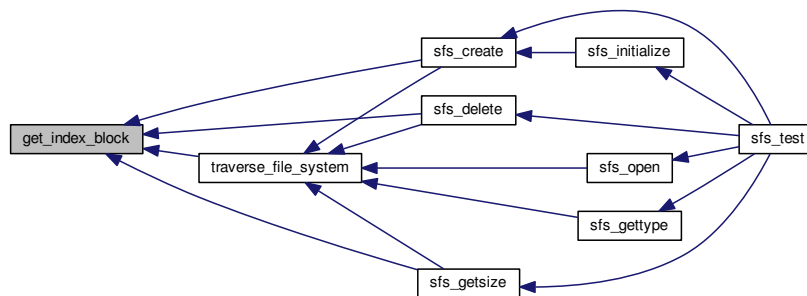 get_index_block
traverse_file_system
sfs_create
sfs_delete
sfs_getsize
sfs_initialize
sfs_open
sfs_gettype
sfs_test